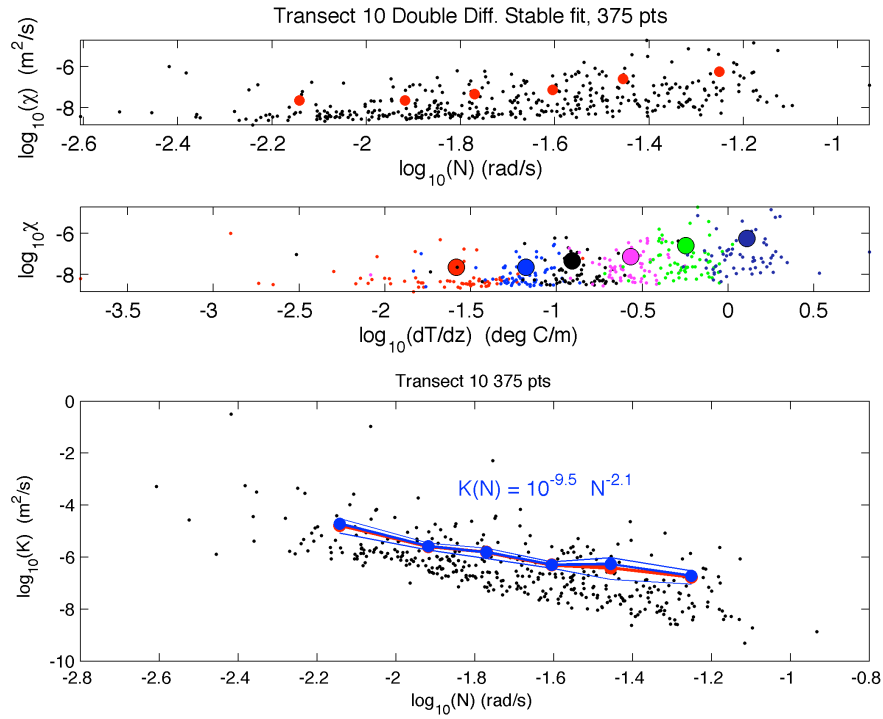 Transect 10 Double Diff. Stable fit, 375 pts
log10(χ) (m2/s)
-6
-8
-2.6 -2.4 -2.2 -2 -1.8 -1.6 -1.4 -1.2 -1
log10(N) (rad/s)
log10χ
-6
-8
-3.5 -3 -2.5 -2 -1.5 -1 -0.5 0 0.5
log10(dT/dz) (deg C/m)
Transect 10 375 pts
log10(K) (m2/s)
0
-2
-4
-6
-8
-10
K(N) = 10-9.5 N-2.1
-2.8 -2.6 -2.4 -2.2 -2 -1.8 -1.6 -1.4 -1.2 -1 -0.8
log10(N) (rad/s)